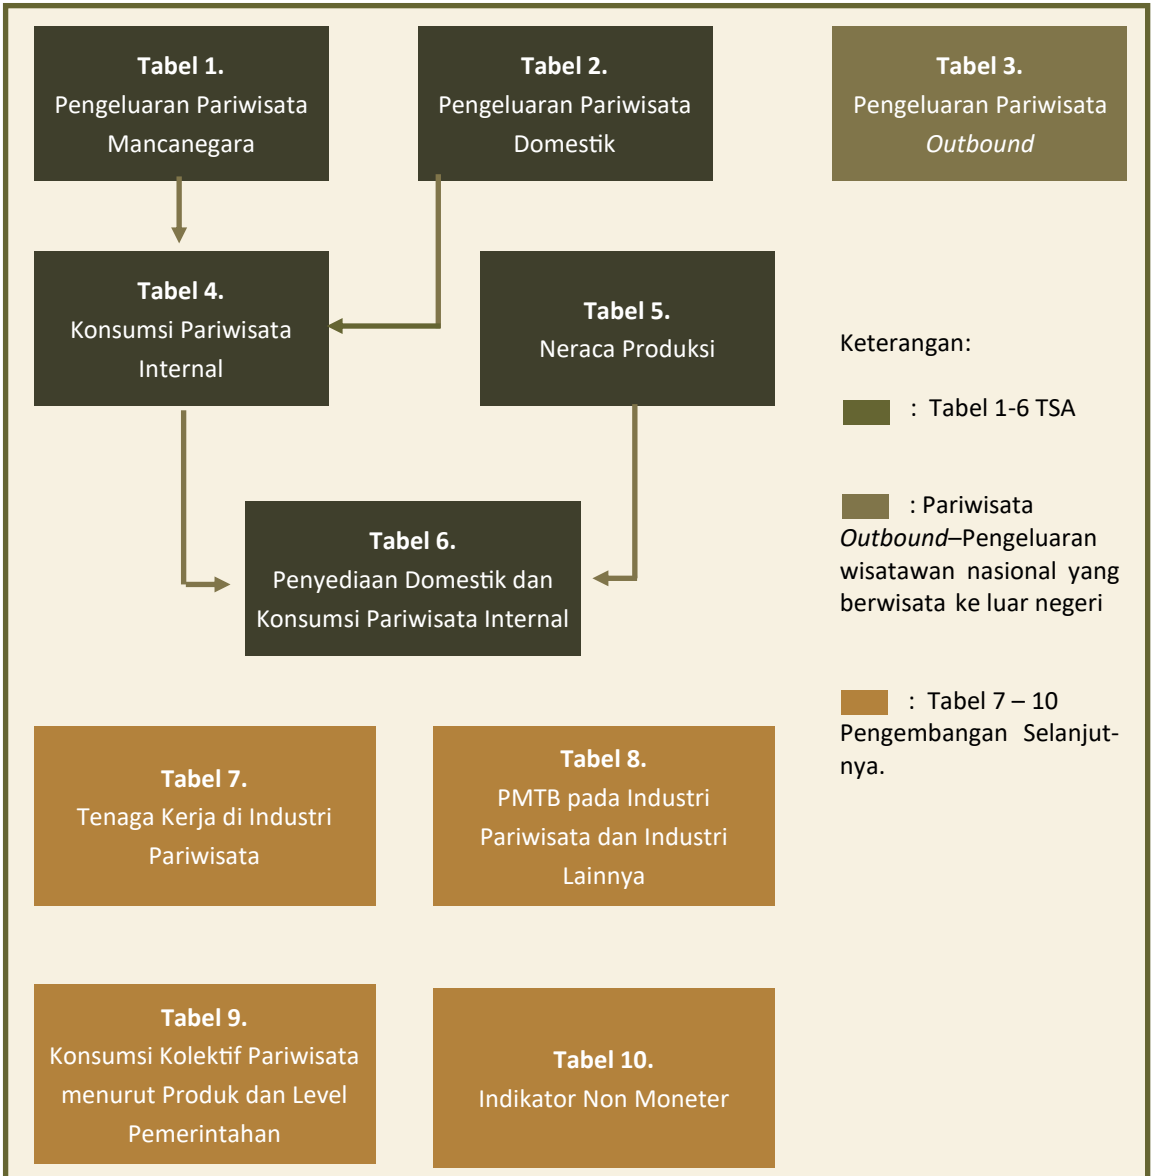 Tabel 1.
Pengeluaran Pariwisata
Mancanegara
Tabel 2.
Pengeluaran Pariwisata
Domestik
Tabel 3.
Pengeluaran Pariwisata
Outbound
Tabel 4.
Konsumsi Pariwisata
Internal
Tabel 5.
Neraca Produksi
Tabel 6.
Penyediaan Domestik dan
Konsumsi Pariwisata Internal
Keterangan:
: Tabel 1-6 TSA
: Pariwisata
Outbound–Pengeluaran
wisatawan nasional yang
berwisata ke luar negeri
: Tabel 7 – 10
Pengembangan Selanjut-
nya.
Tabel 7.
Tenaga Kerja di Industri
Pariwisata
Tabel 8.
PMTB pada Industri
Pariwisata dan Industri
Lainnya
Tabel 9.
Konsumsi Kolektif Pariwisata
menurut Produk dan Level
Pemerintahan
Tabel 10.
Indikator Non Moneter